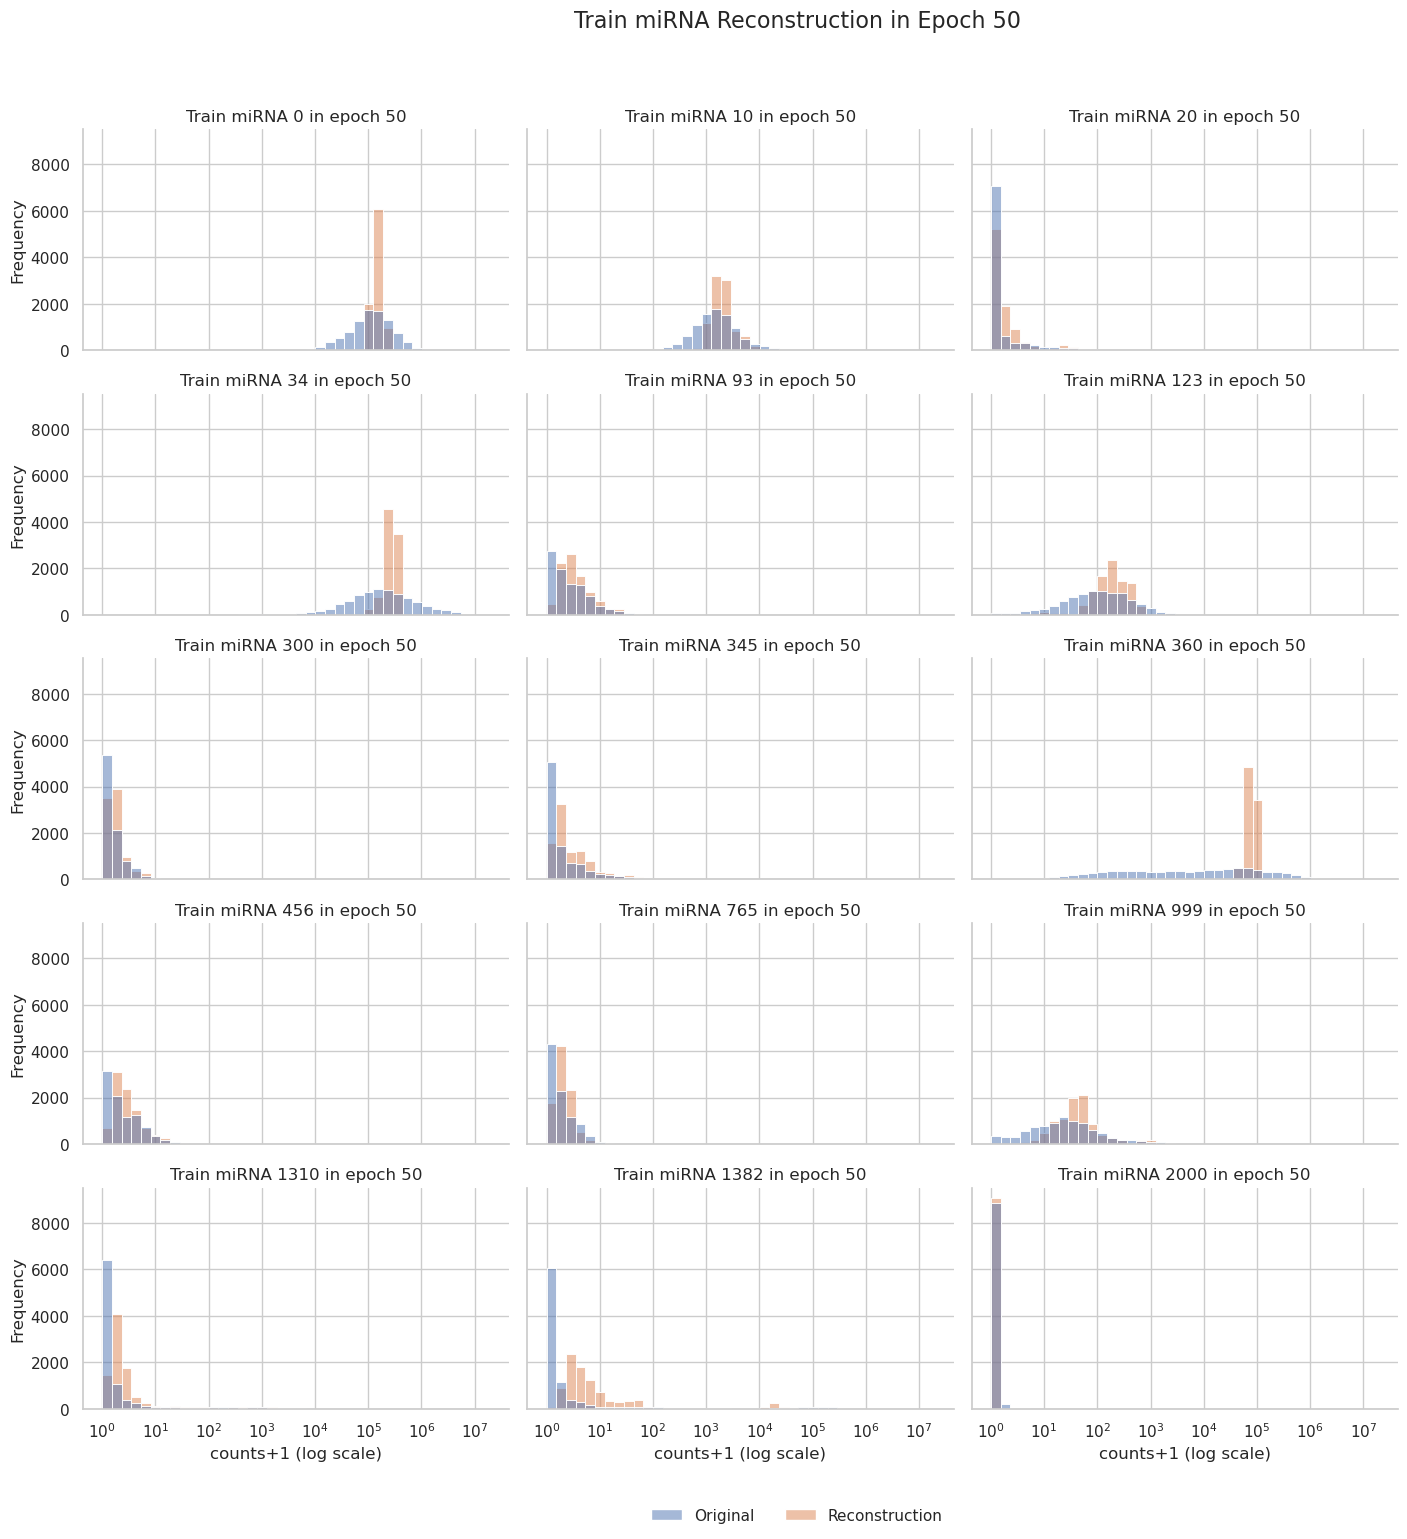 Train miRNA Reconstruction in Epoch 50
Train miRNA 0 in epoch 50
Train miRNA 10 in epoch 50
Train miRNA 20 in epoch 50
Frequency
8000
6000
4000
2000
0
Train miRNA 34 in epoch 50
Train miRNA 93 in epoch 50
Train miRNA 123 in epoch 50
Frequency
8000
6000
4000
2000
0
Train miRNA 300 in epoch 50
Train miRNA 345 in epoch 50
Train miRNA 360 in epoch 50
Frequency
8000
6000
4000
2000
0
Train miRNA 456 in epoch 50
Train miRNA 765 in epoch 50
Train miRNA 999 in epoch 50
Frequency
8000
6000
4000
2000
0
Train miRNA 1310 in epoch 50
Train miRNA 1382 in epoch 50
Train miRNA 2000 in epoch 50
Frequency
8000
6000
4000
2000
0
10⁰ 10¹ 10² 10³ 10⁴ 10⁵ 10⁶ 10⁷
10⁰ 10¹ 10² 10³ 10⁴ 10⁵ 10⁶ 10⁷
10⁰ 10¹ 10² 10³ 10⁴ 10⁵ 10⁶ 10⁷
counts+1 (log scale)
counts+1 (log scale)
counts+1 (log scale)
Original
Reconstruction